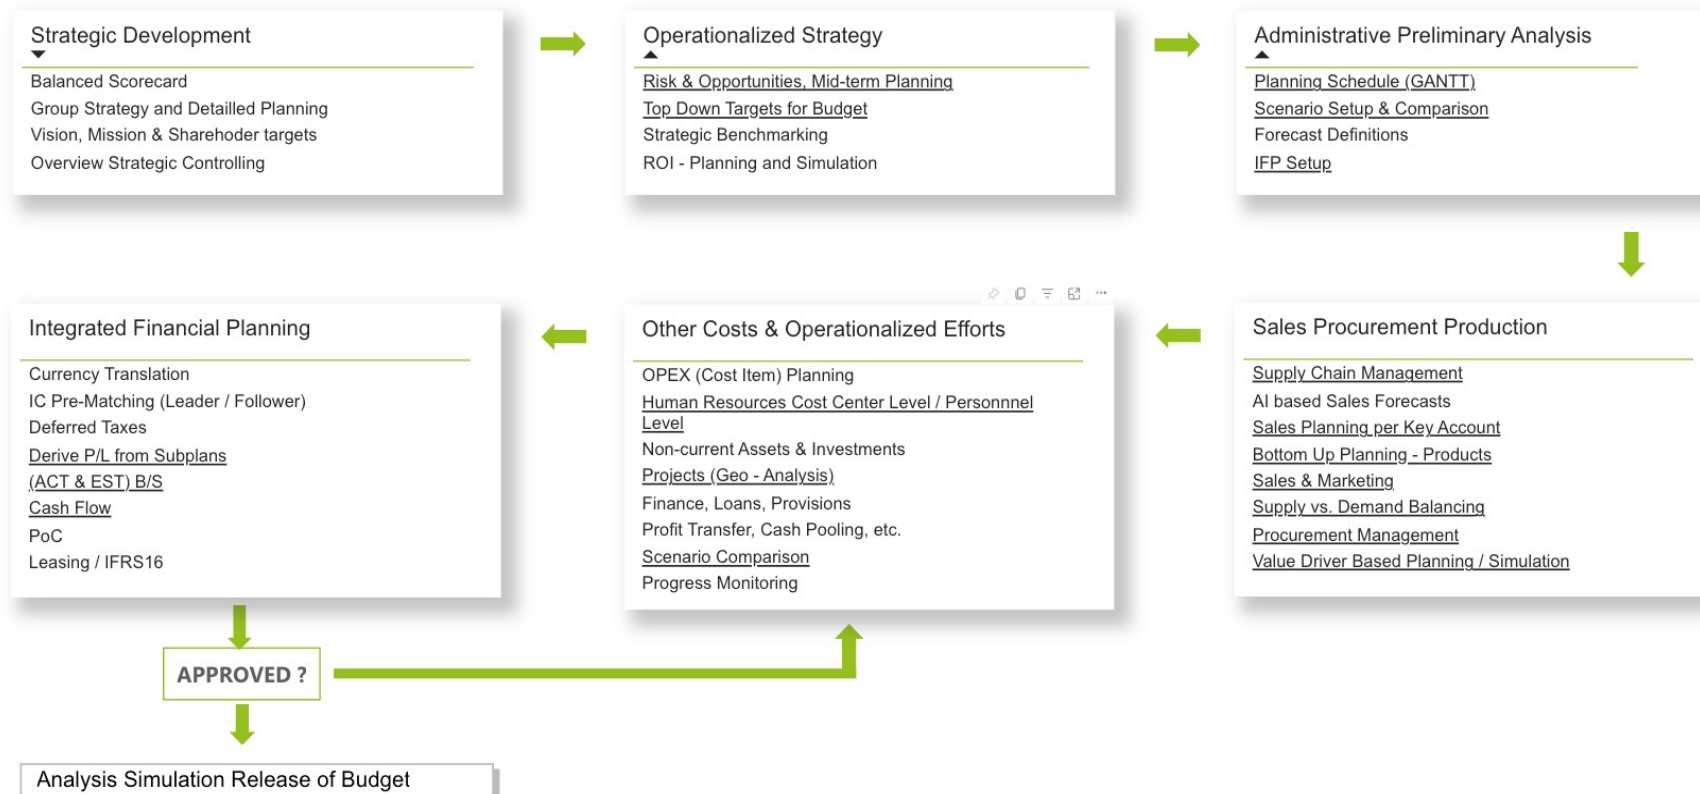 Strategic Development
Balanced Scorecard
Group Strategy and Detailled Planning
Vision, Mission & Sharehoder targets
Overview Strategic Controlling
Operationalized Strategy
Risk & Opportunities, Mid-term Planning
Top Down Targets for Budget
Strategic Benchmarking
ROI - Planning and Simulation
Administrative Preliminary Analysis
Planning Schedule (GANTT)
Scenario Setup & Comparison
Forecast Definitions
IFP Setup
Sales Procurement Production
Supply Chain Management
AI based Sales Forecasts
Sales Planning per Key Account
Bottom Up Planning - Products
Sales & Marketing
Supply vs. Demand Balancing
Procurement Management
Value Driver Based Planning / Simulation
Other Costs & Operationalized Efforts
OPEX (Cost Item) Planning
Human Resources Cost Center Level / Personnnel
Level
Non-current Assets & Investments
Projects (Geo - Analysis)
Finance, Loans, Provisions
Profit Transfer, Cash Pooling, etc.
Scenario Comparison
Progress Monitoring
Integrated Financial Planning
Currency Translation
IC Pre-Matching (Leader / Follower)
Deferred Taxes
Derive P/L from Subplans
(ACT & EST) B/S
Cash Flow
PoC
Leasing / IFRS16
APPROVED ?
Analysis Simulation Release of Budget